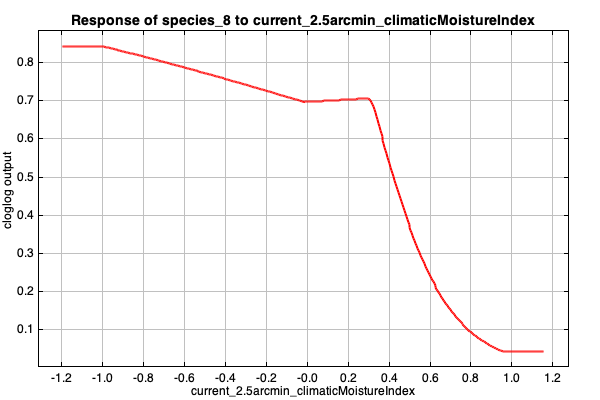 Response of species_8 to current_2.5arcmin_climaticMoistureIndex
cloglog output
0.8
0.7
0.6
0.5
0.4
0.3
0.2
0.1
-1.2 -1.0 -0.8 -0.6 -0.4 -0.2 -0.0 0.2 0.4 0.6 0.8 1.0 1.2
current_2.5arcmin_climaticMoistureIndex